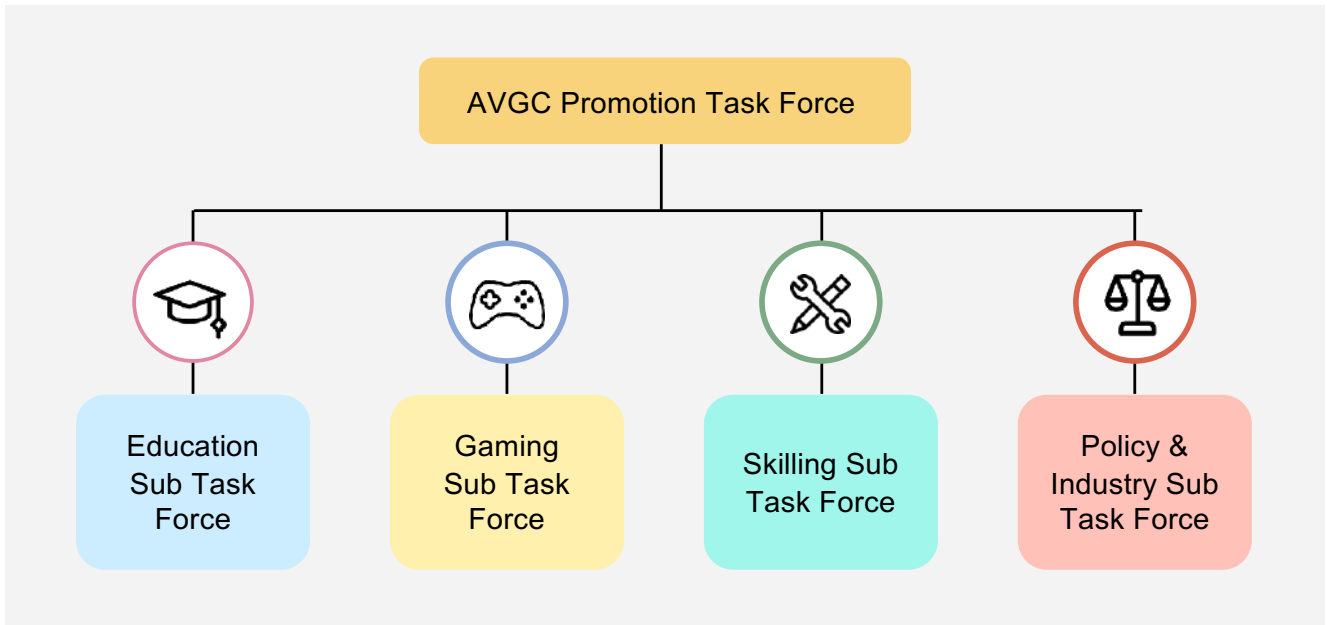 AVGC Promotion Task Force
Education
Sub Task
Force
Gaming
Sub Task
Force
Skilling Sub
Task Force
Policy &
Industry Sub
Task Force